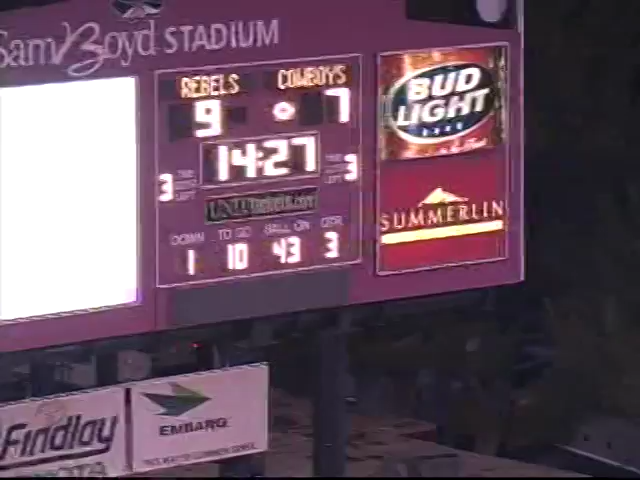 Sam Boyd STADIUM
REBELS COWBOYS
9 7
14:27
3 3
DOWN TO GO BALL ON QTR
1 10 43 3
BUD
LIGHT
SUMMERLIN
Findlay
EMBARQ